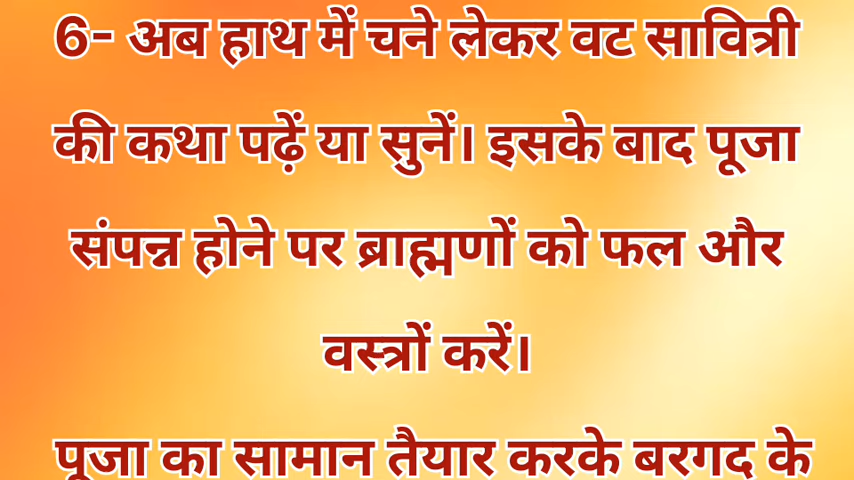 6- अब हाथ में चने लेकर वट सावित्री
की कथा पढ़ें या सुनें। इसके बाद पूजा
संपन्न होने पर ब्राह्मणों को फल और
वस्त्रों करें।
पूजा का सामान तैयार करके बरगद के